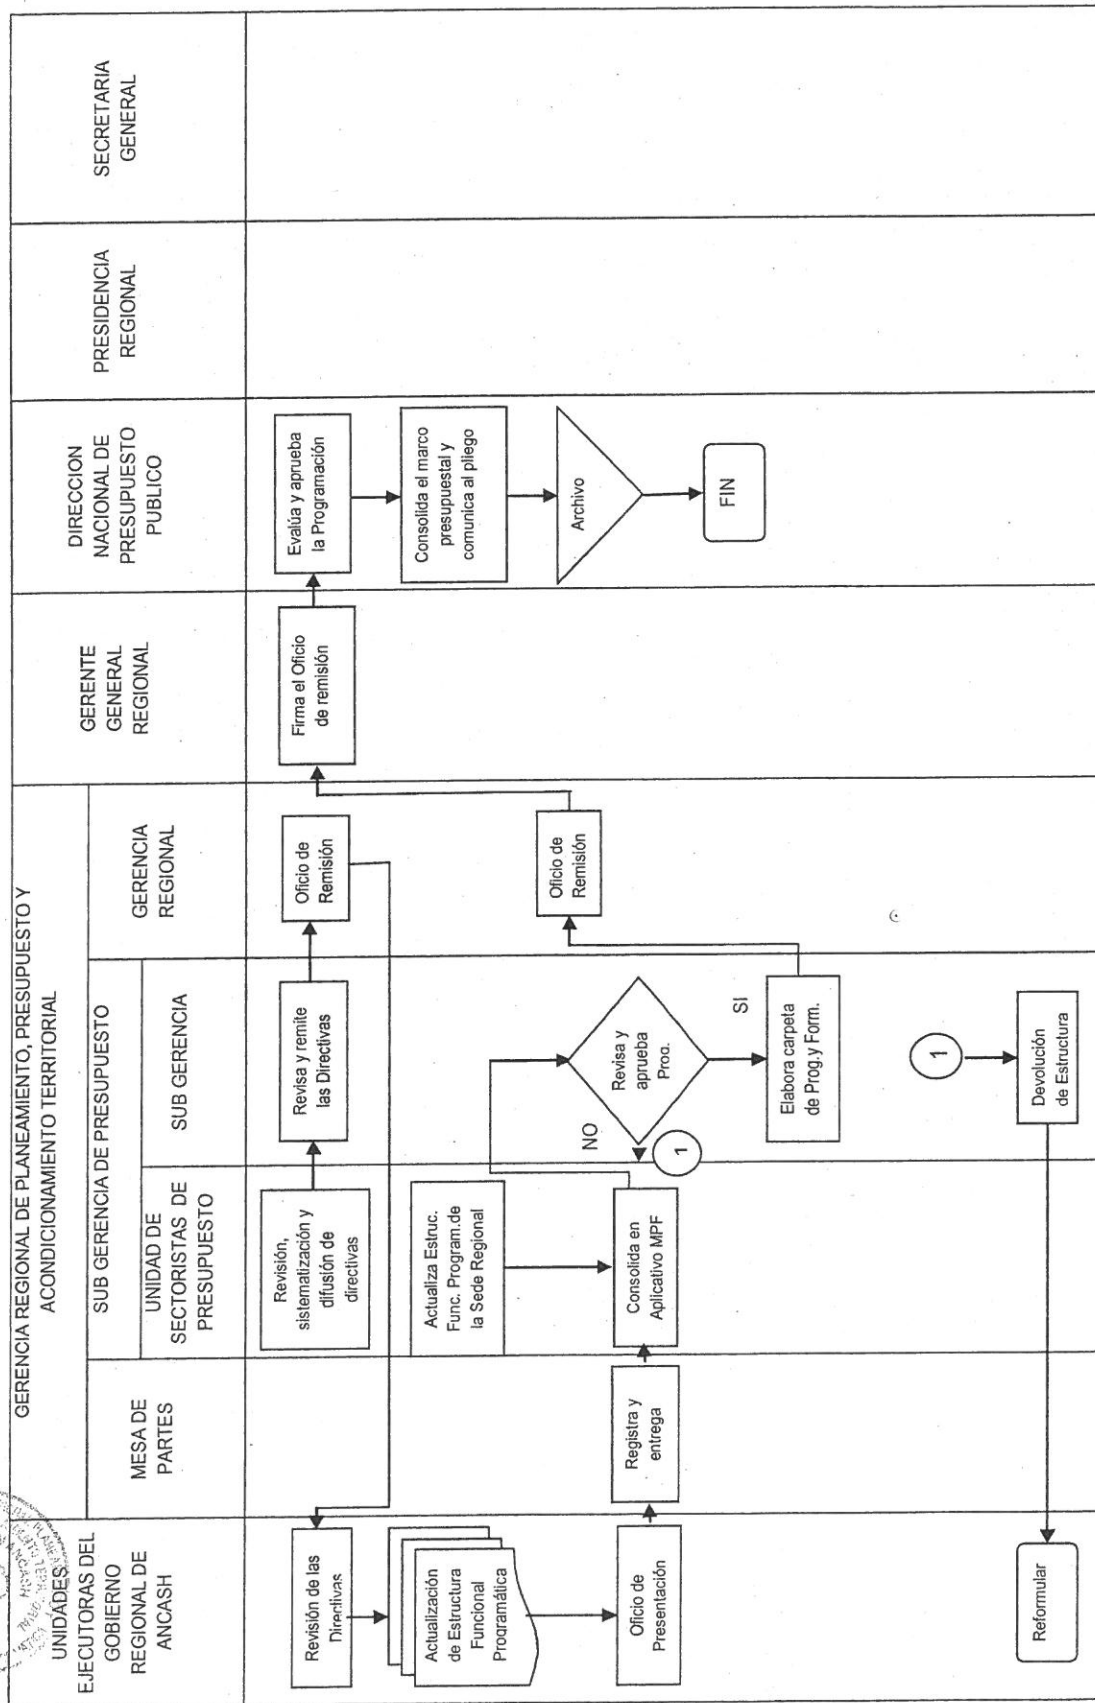 GERENCIA REGIONAL DE PLANEAMIENTO, PRESUPUESTO Y
ACONDICIONAMIENTO TERRITORIAL
UNIDADES
EJECUTORAS DEL
GOBIERNO
REGIONAL DE
ANCASH
MESA DE
PARTES
SUB GERENCIA DE PRESUPUESTO
UNIDAD DE
SECTORISTAS DE
PRESUPUESTO
SUB GERENCIA
GERENCIA
REGIONAL
GERENTE
GENERAL
REGIONAL
DIRECCION
NACIONAL DE
PRESUPUESTO
PUBLICO
PRESIDENCIA
REGIONAL
SECRETARIA
GENERAL
Revisión de las
Directivas
Revisión,
sistematización y
difusión de
directivas
Revisa y remite
las Directivas
Oficio de
Remisión
Firma el Oficio
de remisión
Evalúa y aprueba
la Programación
Actualización
de Estructura
Funcional
Programática
Actualiza Estruc.
Func. Program.de
la Sede Regional
Consolida el marco
presupuestal y
comunica al pliego
Oficio de
Presentación
Registra y
entrega
Consolida en
Aplicativo MPF
NO
1
Revisa y
aprueba
Prog.
SI
Oficio de
Remisión
Archivo
Elabora carpeta
de Prog.y Form.
FIN
1
Reformular
Devolución
de Estructura